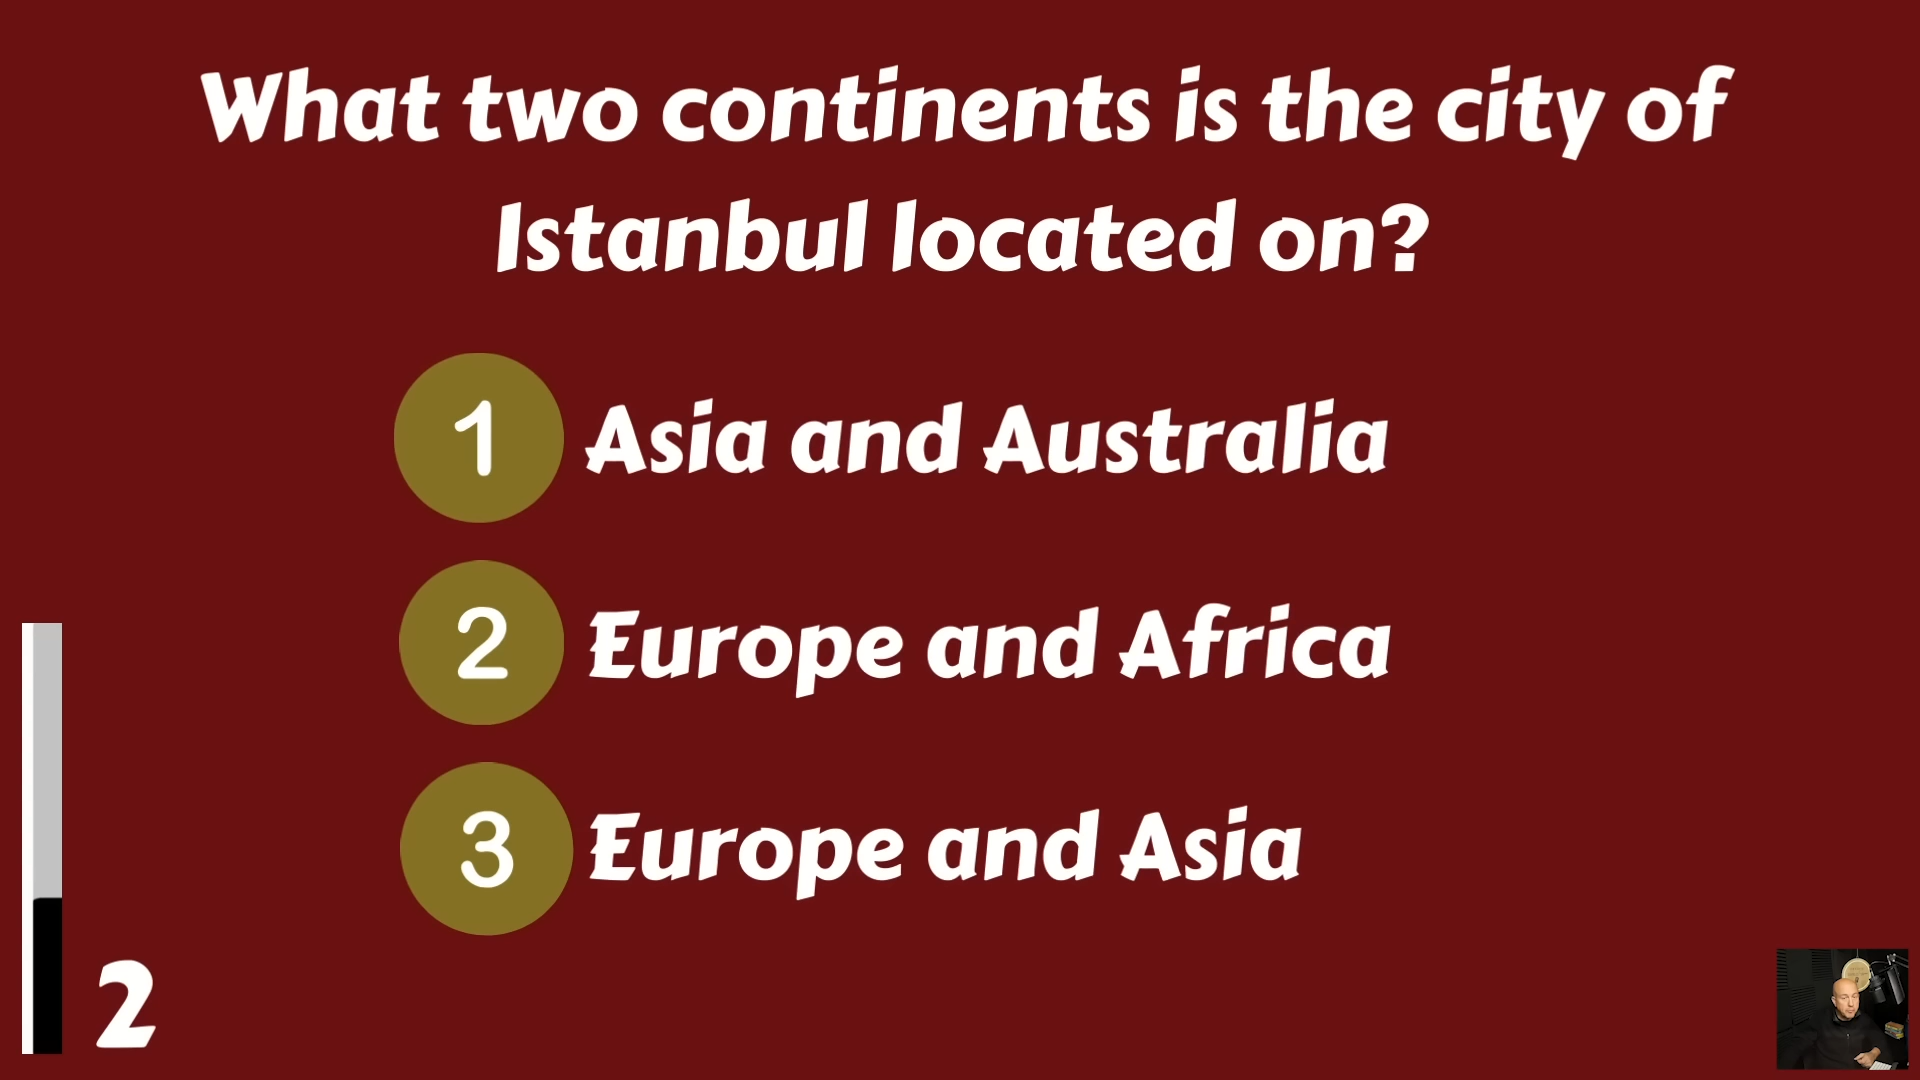 What two continents is the city of
Istanbul located on?
1 Asia and Australia
2 Europe and Africa
3 Europe and Asia
2